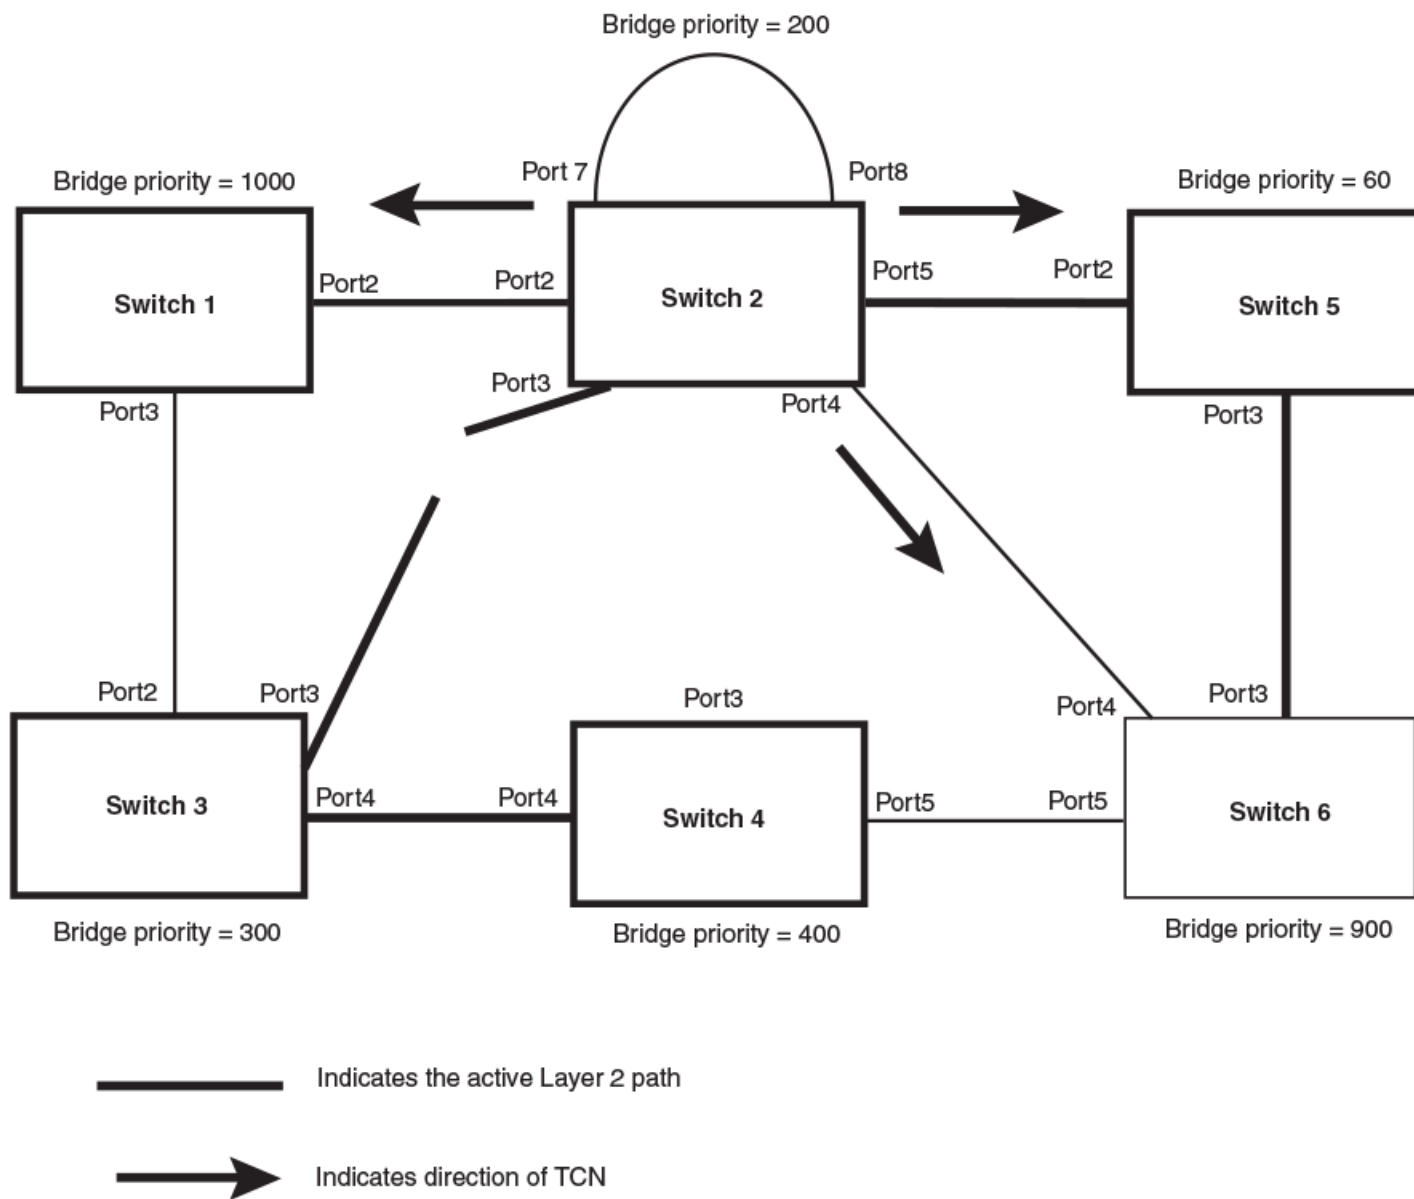 Bridge priority = 200
Port 7
Port8
Bridge priority = 1000
Bridge priority = 60
Port2
Port2
Port5
Port2
Switch 1
Switch 2
Switch 5
Port3
Port3
Port4
Port3
Port2
Port3
Port3
Port4
Port3
Port4
Port4
Port5
Port5
Switch 3
Switch 4
Switch 6
Bridge priority = 300
Bridge priority = 400
Bridge priority = 900
Indicates the active Layer 2 path
Indicates direction of TCN